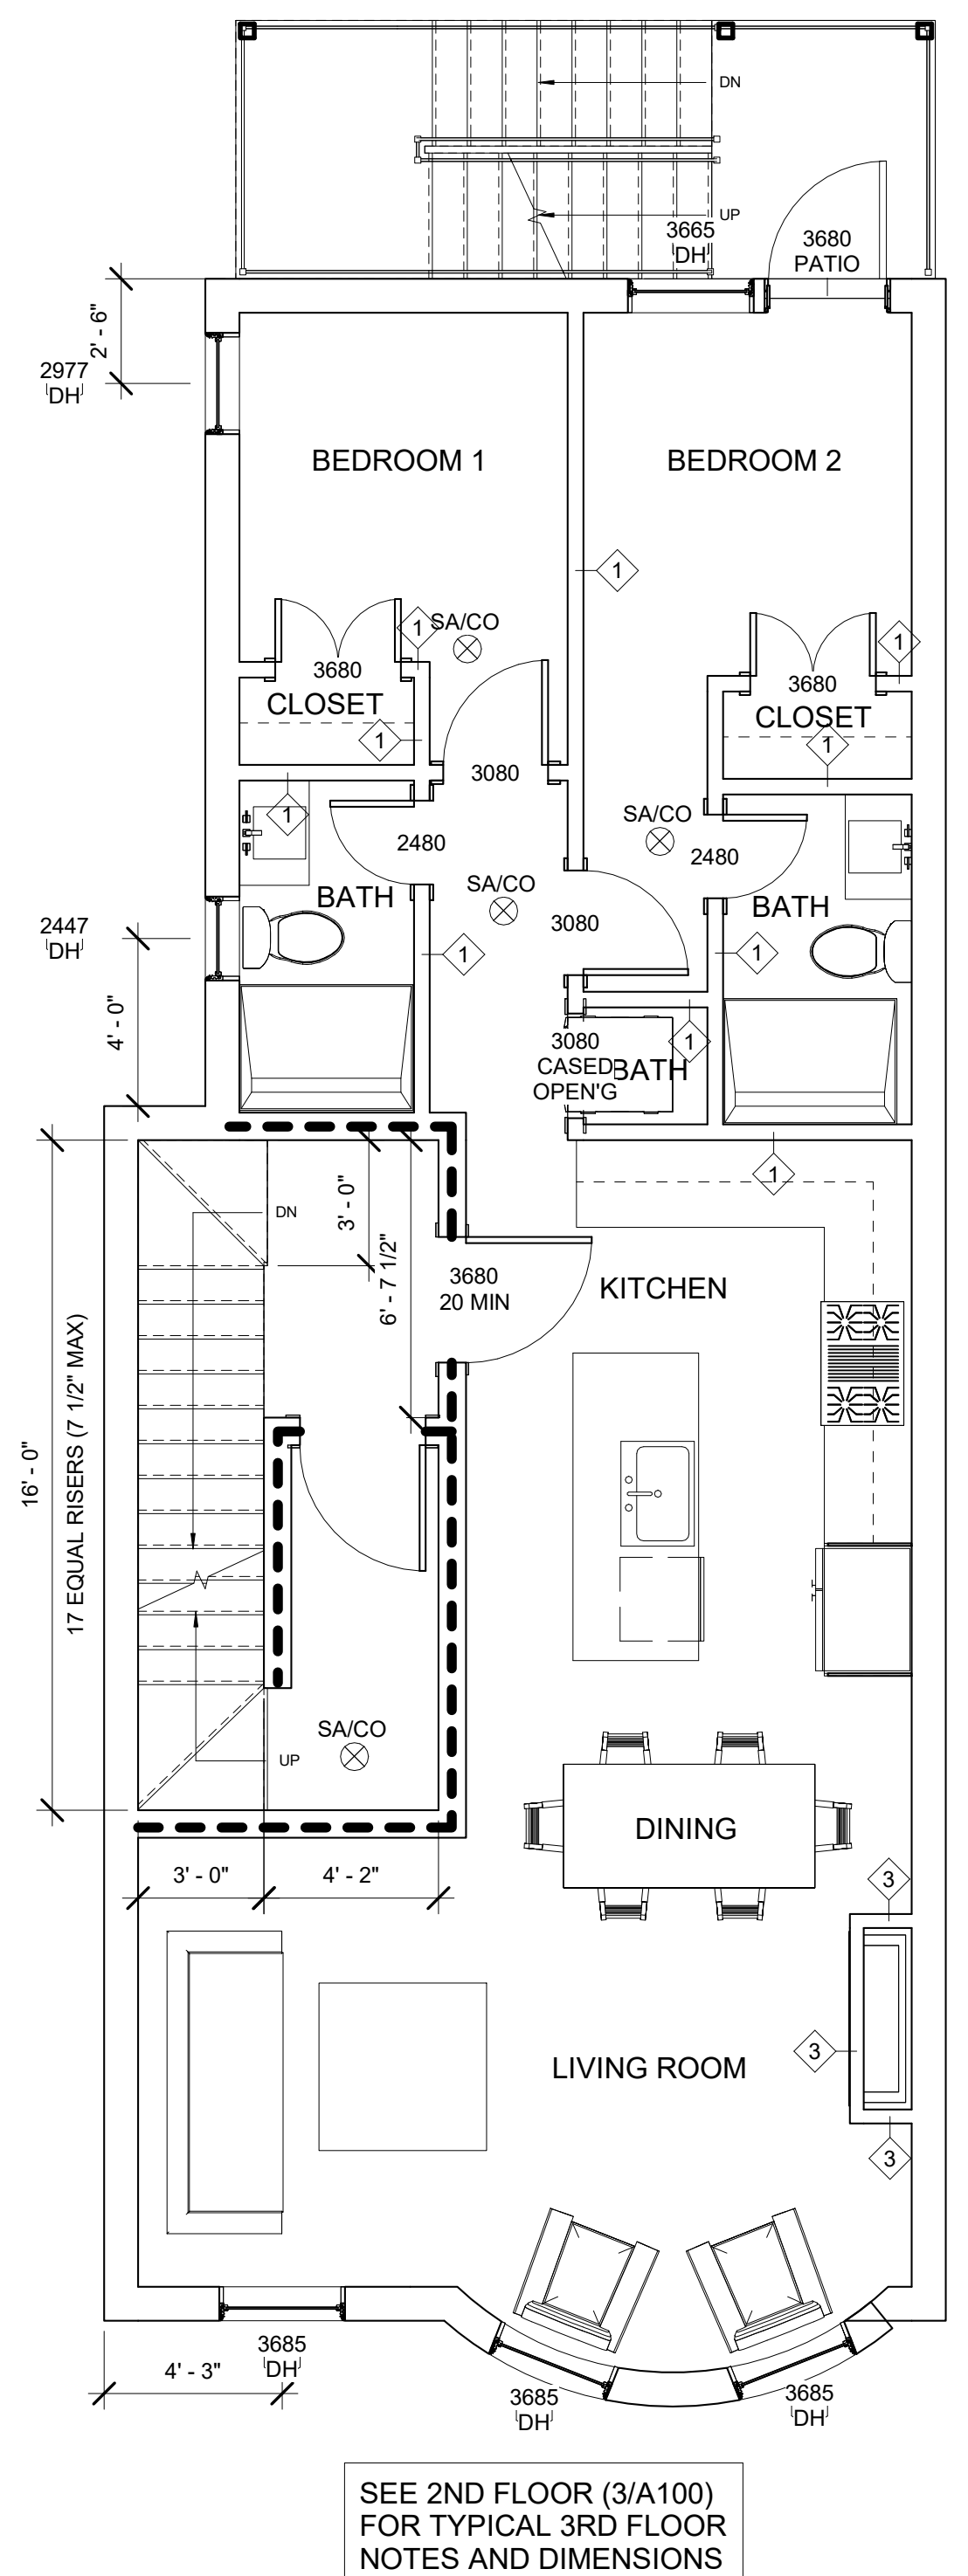 DN
UP
3665
DH
3680
PATIO
2' - 6"
2977
DH
BEDROOM 1
BEDROOM 2
1
1
SA/CO
1
3680
CLOSET
3680
CLOSET
1
1
3080
1
2480
SA/CO
2480
BATH
SA/CO
BATH
3080
2447
DH
1
1
4' - 0"
3080
CASED
OPEN'G
BATH
1
1
DN
3' - 0"
6' - 7 1/2"
3680
20 MIN
KITCHEN
16' - 0"
17 EQUAL RISERS (7 1/2" MAX)
SA/CO
UP
DINING
3' - 0"
4' - 2"
3
3
LIVING ROOM
3
3685
DH
4' - 3"
3685
DH
3685
DH
SEE 2ND FLOOR (3/A100)
FOR TYPICAL 3RD FLOOR
NOTES AND DIMENSIONS